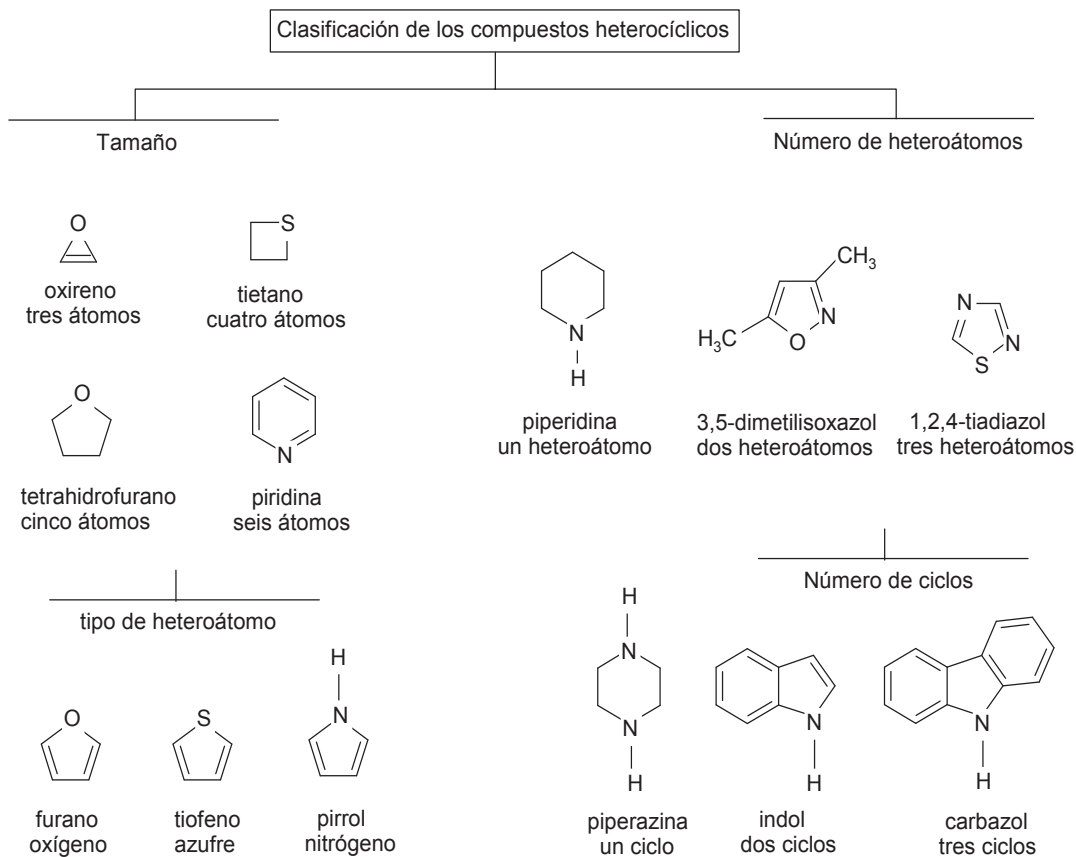 Clasificación de los compuestos heterocíclicos
Tamaño
O
oxireno
tres átomos
S
tietano
cuatro átomos
O
tetrahidrofurano
cinco átomos
N
piridina
seis átomos
tipo de heteroátomo
O
furano
oxígeno
S
tiofeno
azufre
H
N
pirrol
nitrógeno
Número de heteroátomos
N
H
piperidina
un heteroátomo
CH3
N
O
H3C
3,5-dimetilisoxazol
dos heteroátomos
N
N
S
1,2,4-tiadiazol
tres heteroátomos
Número de ciclos
H
N
N
H
piperazina
un ciclo
N
H
indol
dos ciclos
N
H
carbazol
tres ciclos